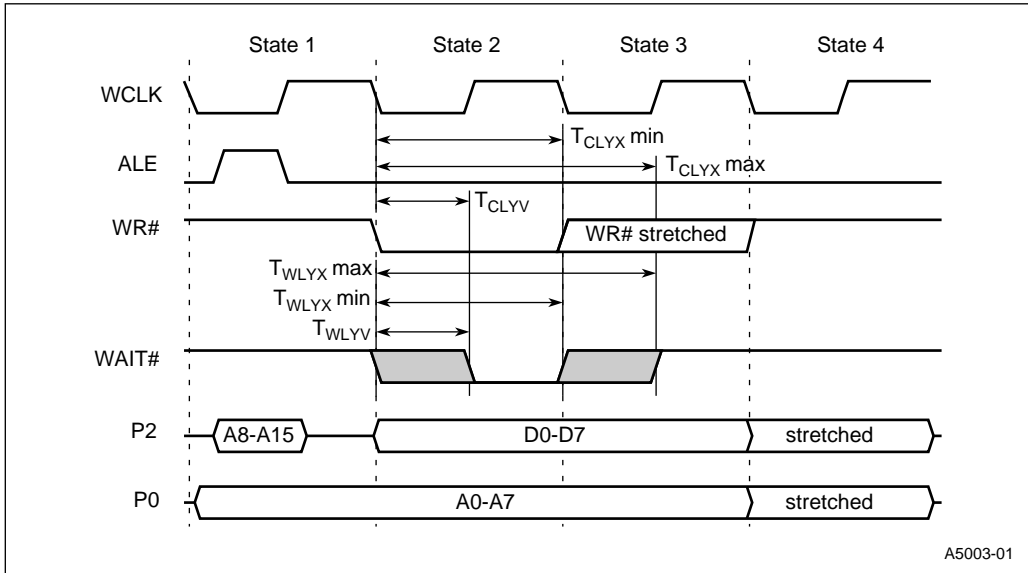 State 1 State 2 State 3 State 4
WCLK
T_CLYX min
ALE
T_CLYX max
T_CLYV
WR#
WR# stretched
T_WLYX max
T_WLYX min
T_WLYV
WAIT#
P2 A8-A15 D0-D7 stretched
P0 A0-A7 stretched
A5003-01